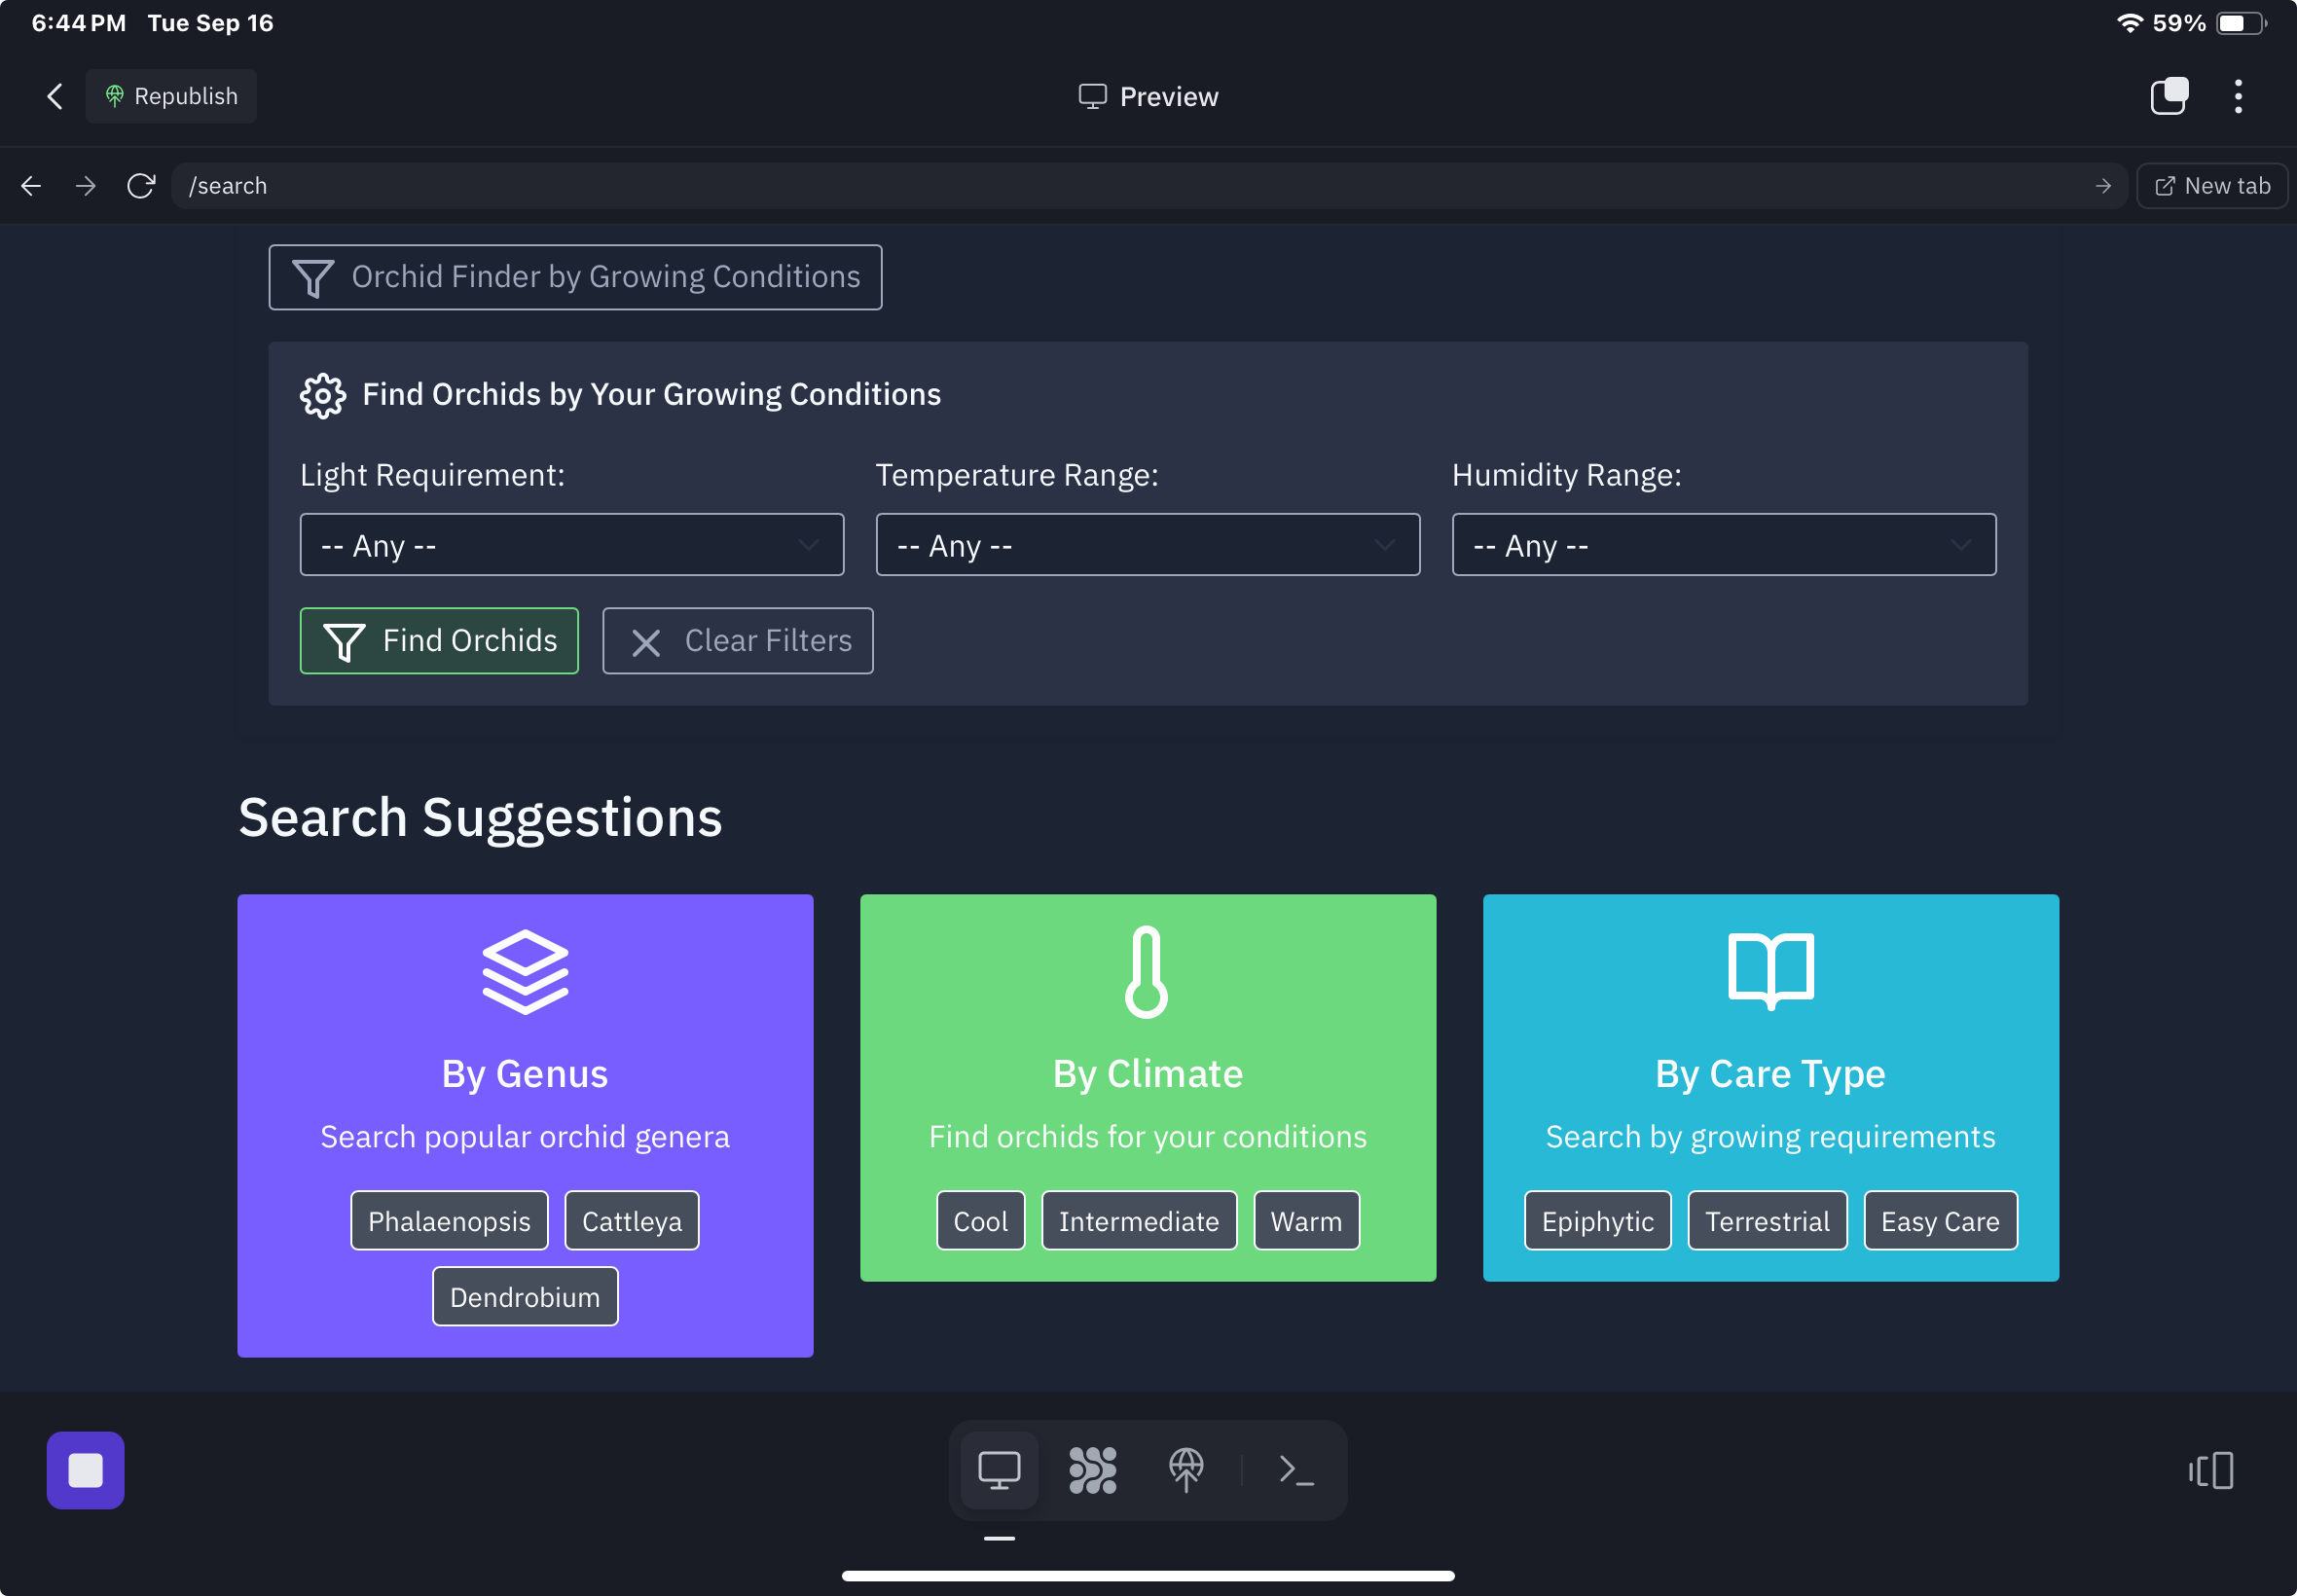 6:44 PM Tue Sep 16
59%
Republish
Preview
/search
New tab
Orchid Finder by Growing Conditions
Find Orchids by Your Growing Conditions
Light Requirement:
Temperature Range:
Humidity Range:
-- Any --
-- Any --
-- Any --
Find Orchids
Clear Filters
Search Suggestions
By Genus
Search popular orchid genera
Phalaenopsis
Cattleya
Dendrobium
By Climate
Find orchids for your conditions
Cool
Intermediate
Warm
By Care Type
Search by growing requirements
Epiphytic
Terrestrial
Easy Care